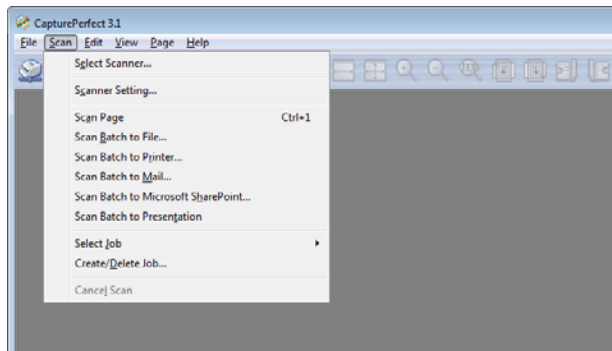 CapturePerfect 3.1
File Scan Edit View Page Help
Select Scanner...
Scanner Setting...
Scan Page Ctrl+1
Scan Batch to File...
Scan Batch to Printer...
Scan Batch to Mail...
Scan Batch to Microsoft SharePoint...
Scan Batch to Presentation
Select Job
Create/Delete Job...
Cancel Scan